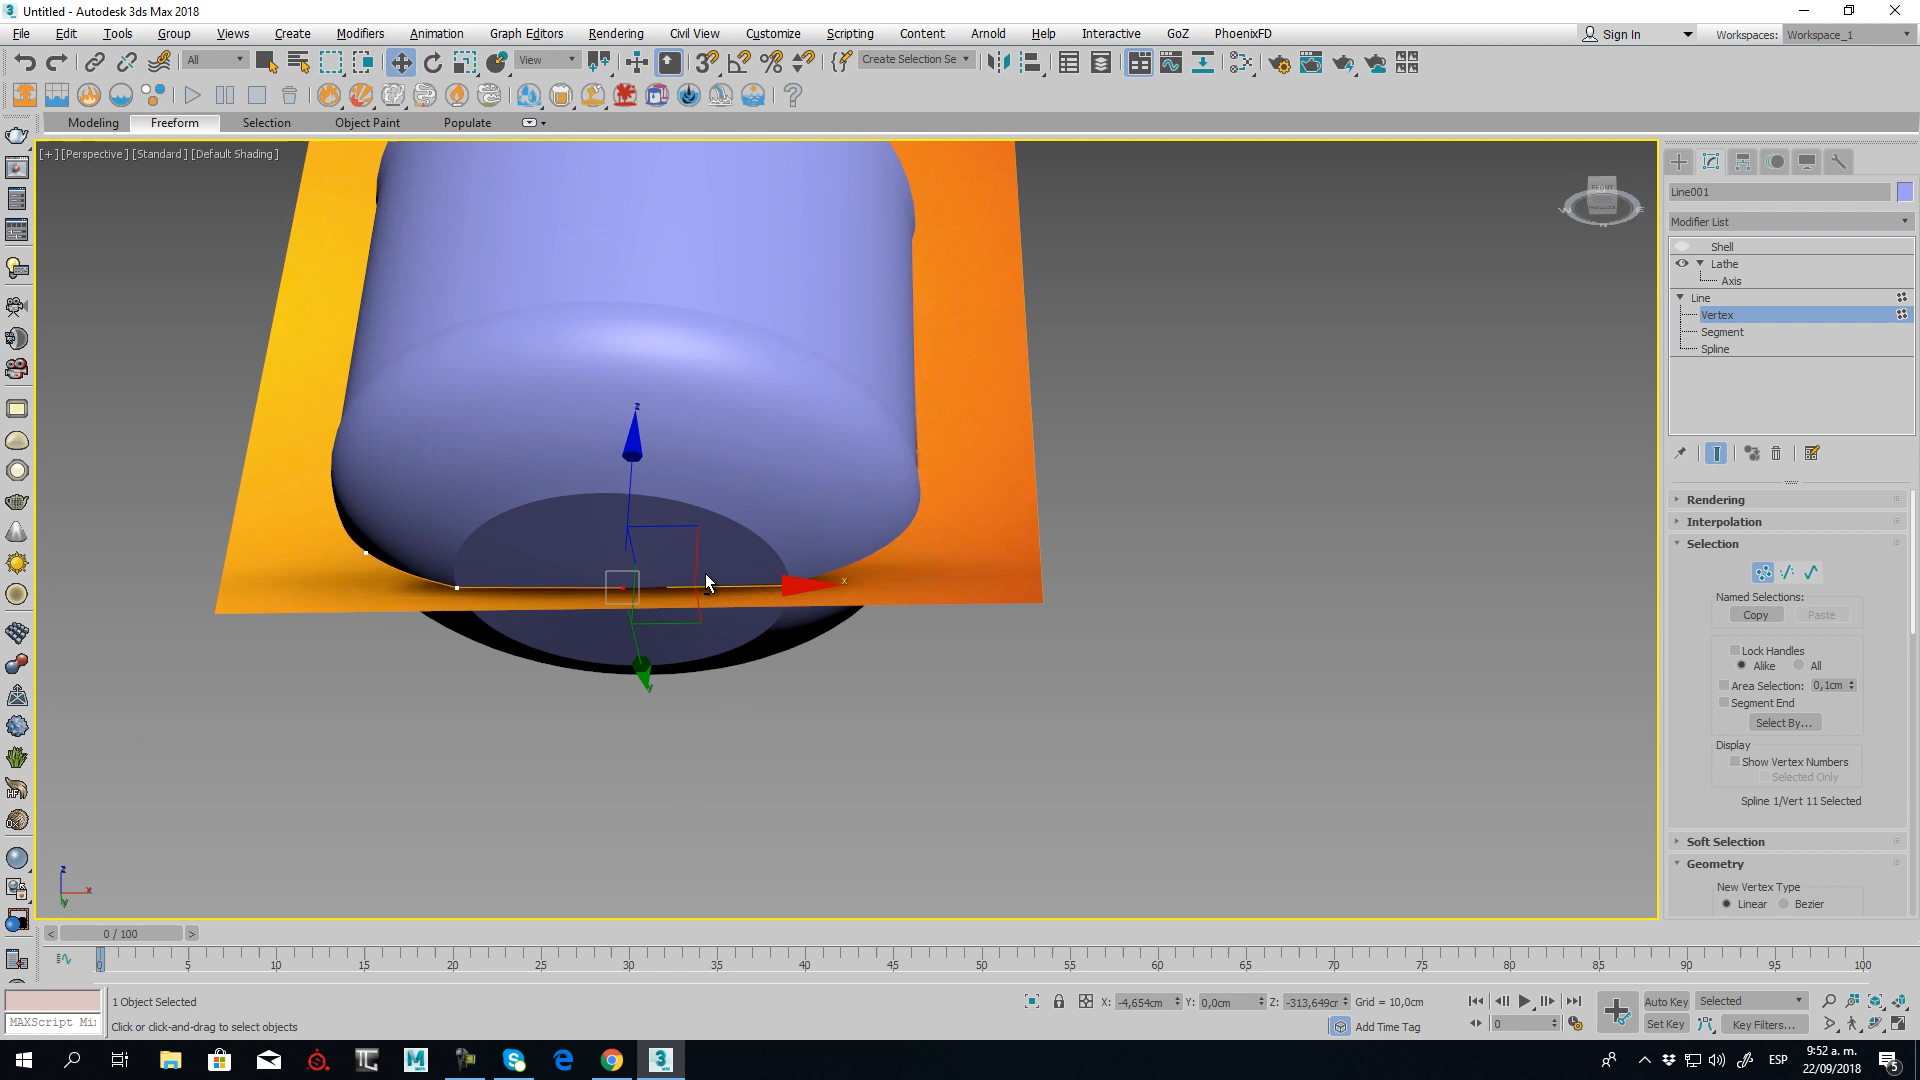 Untitled - Autodesk 3ds Max 2018
File Edit Tools Group Views Create Modifiers Animation Graph Editors Rendering Civil View Customize Scripting Content Arnold Help Interactive GoZ PhoenixFD
Sign In Workspaces: Workspace_1
All View Create Selection Se
Modeling Freeform Selection Object Paint Populate
[+] [Perspective] [Standard] [Default Shading]
FRONT
W E
Line001
Modifier List
Shell
Lathe
Axis
Line
Vertex
Segment
Spline
z
x
y
Rendering
Interpolation
Selection
Named Selections:
Copy Paste
Lock Handles
Alike All
Area Selection: 0,1cm
Segment End
Select By...
Display
Show Vertex Numbers
Selected Only
Spline 1/Vert 11 Selected
Soft Selection
Geometry
New Vertex Type
Linear Bezier
z
x
y
< 0 / 100 >
0 5 10 15 20 25 30 35 40 45 50 55 60 65 70 75 80 85 90 95 100
1 Object Selected
X: -4,654cm Y: 0,0cm Z: -313,649cr Grid = 10,0cm
Auto Key Selected
MAXScript Mi
Click or click-and-drag to select objects
Add Time Tag
0
Set Key Key Filters...
ESP
9:52 a. m.
22/09/2018
5